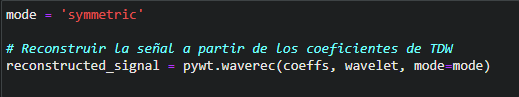 mode = 'symmetric'
# Reconstruir la señal a partir de los coeficientes de TDW
reconstructed_signal = pywt.waverec(coeffs, wavelet, mode=mode)